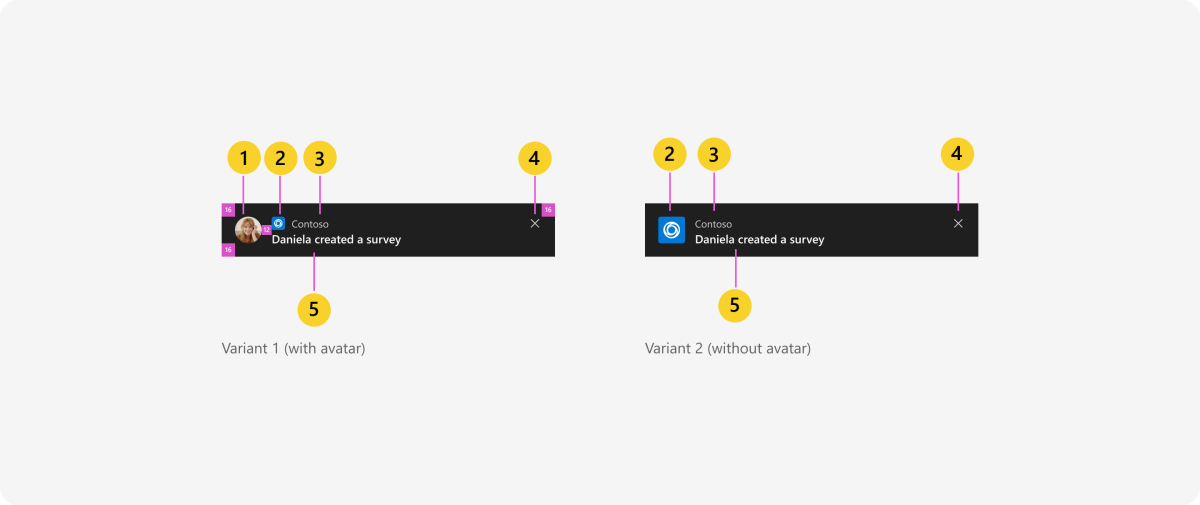 1 2 3 4
16 16
Contoso
12
Daniela created a survey
16
5
Variant 1 (with avatar)
2 3 4
Contoso
Daniela created a survey
5
Variant 2 (without avatar)